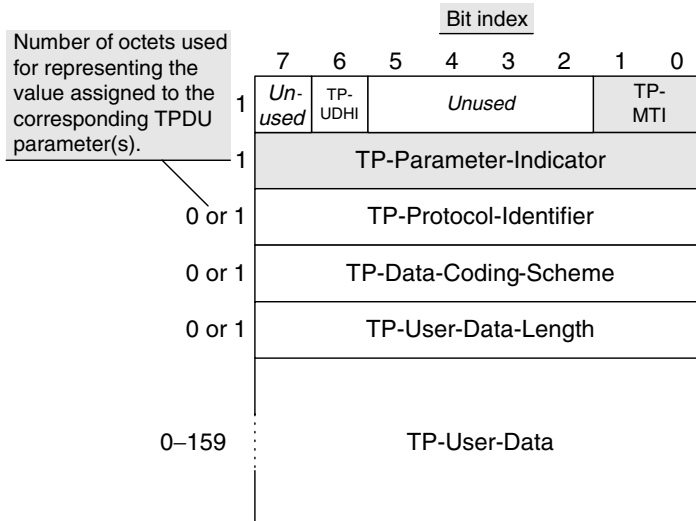 Bit index
Number of octets used
for representing the
value assigned to the
corresponding TPDU
parameter(s).
7 6 5 4 3 2 1 0
1
Un-
used
TP-
UDHI
Unused
TP-
MTI
1 TP-Parameter-Indicator
0 or 1 TP-Protocol-Identifier
0 or 1 TP-Data-Coding-Scheme
0 or 1 TP-User-Data-Length
0–159 TP-User-Data